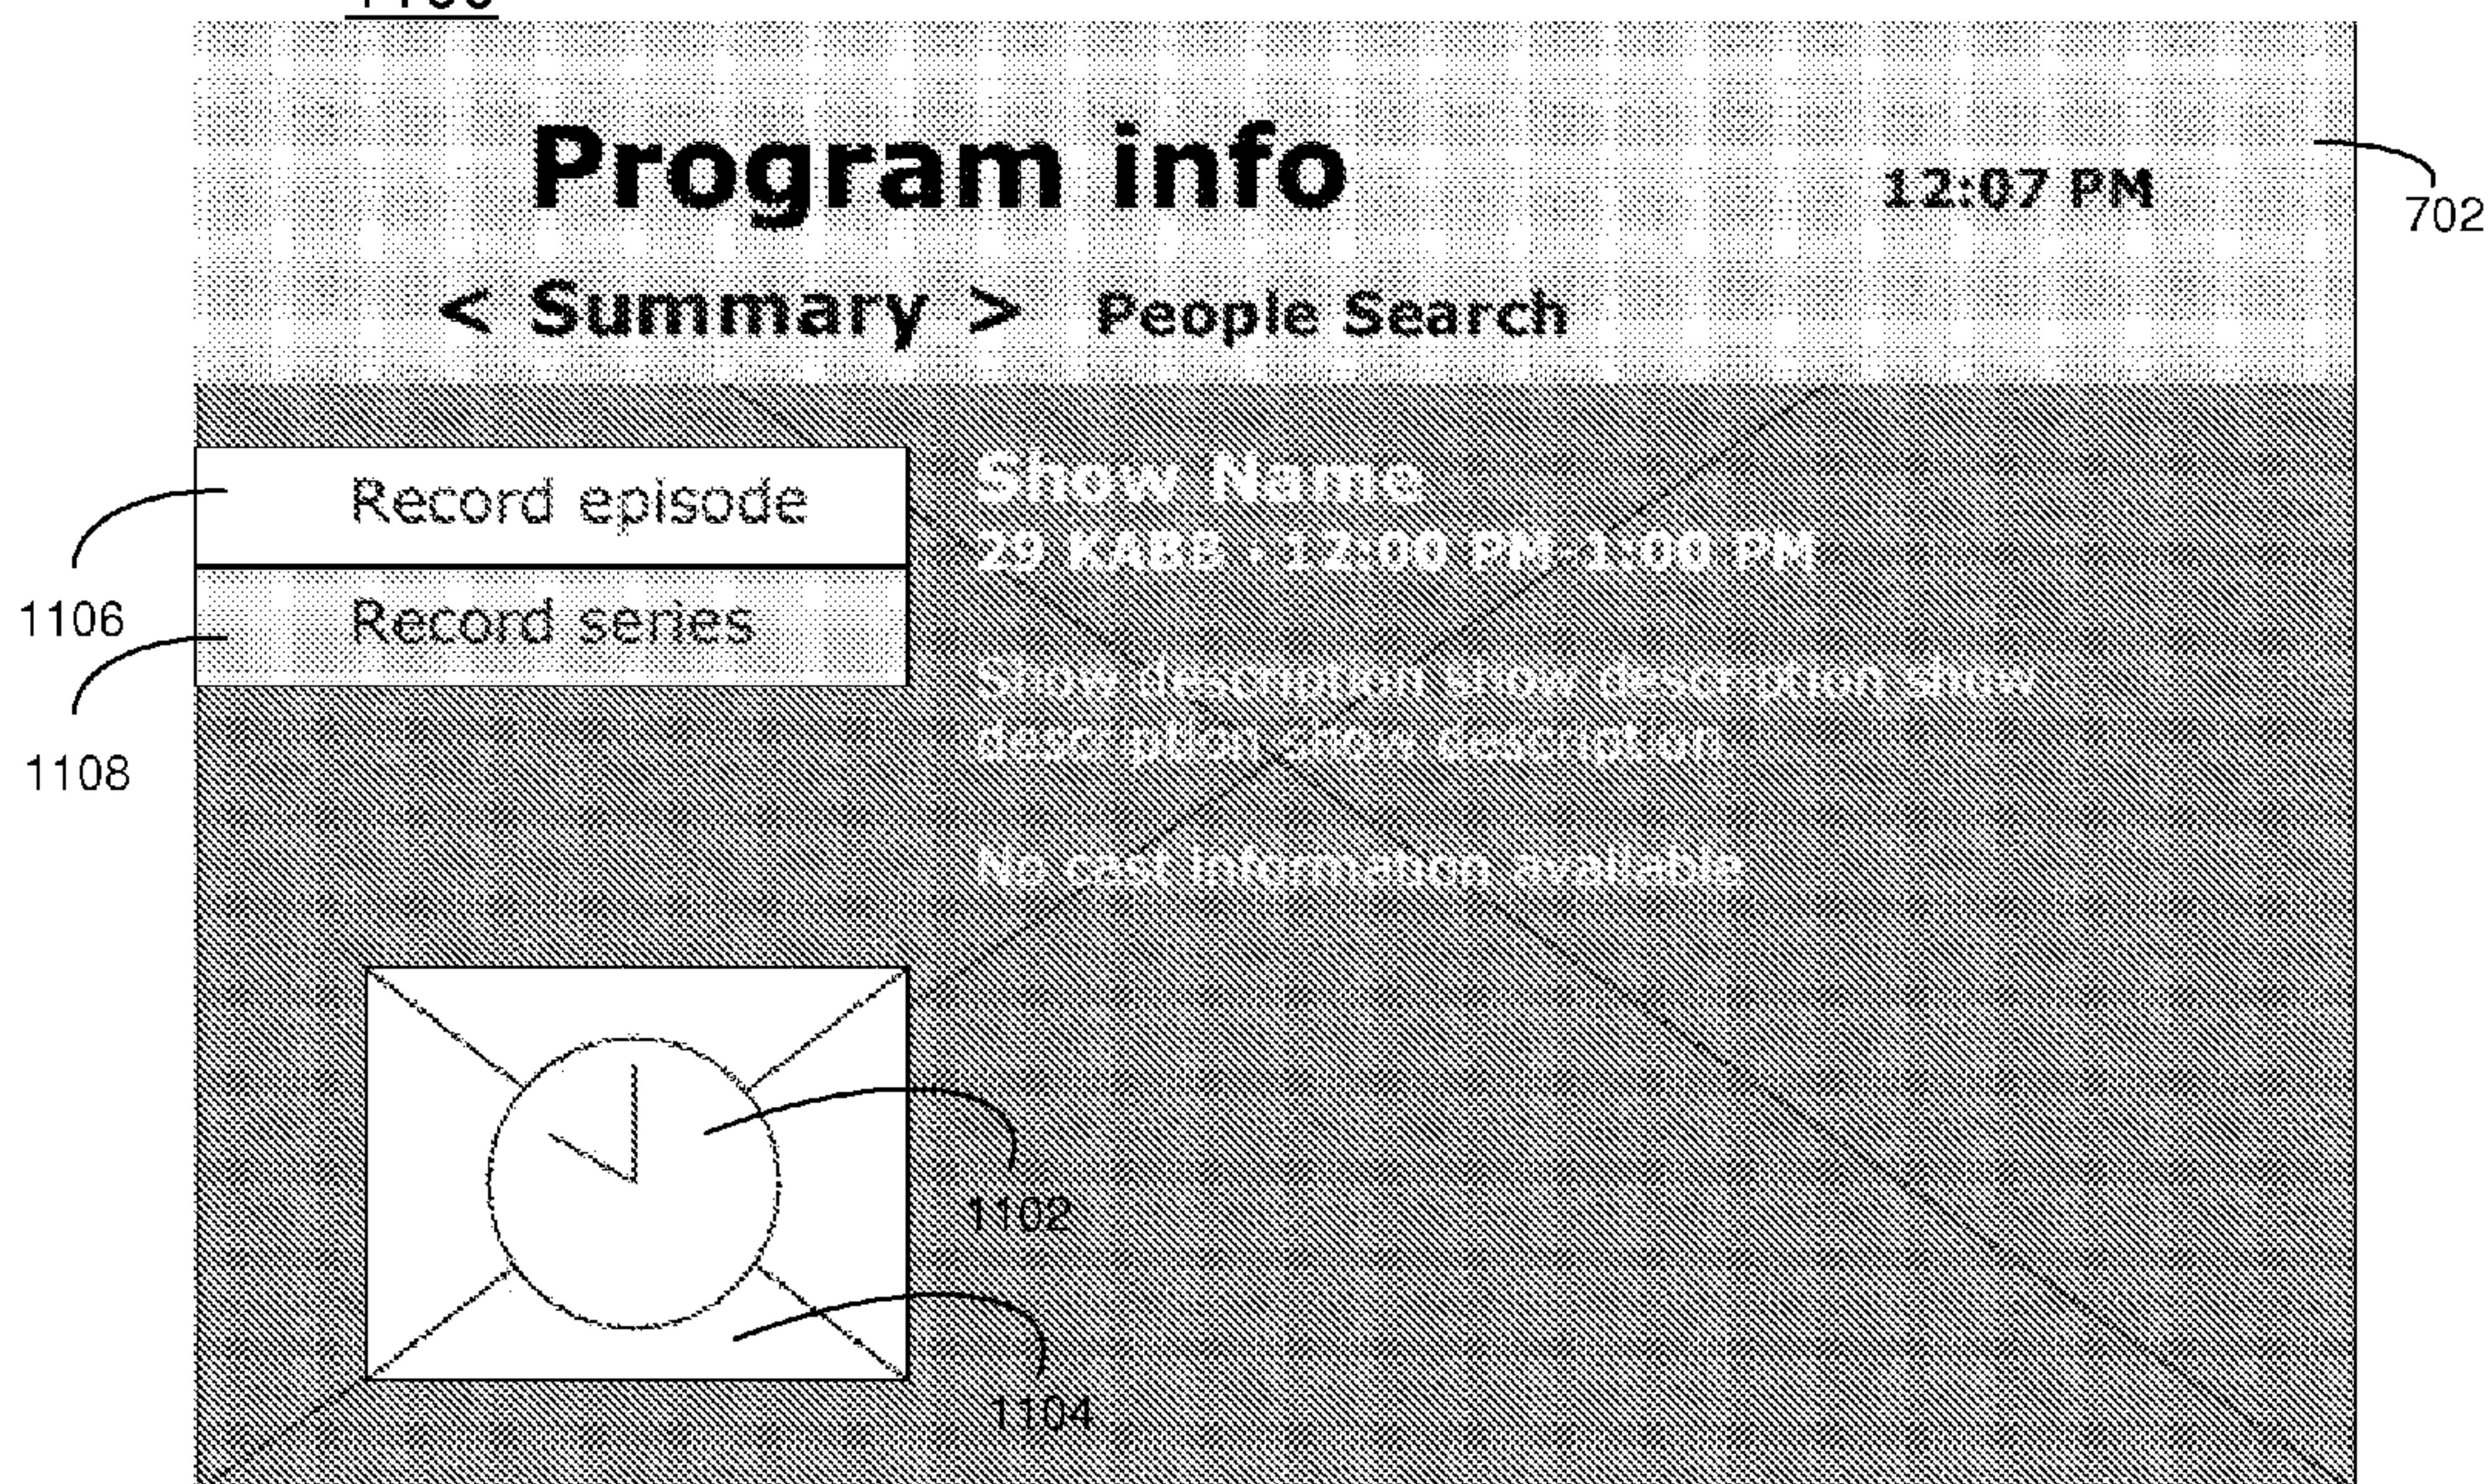 Program info
12:07 PM
702
< Summary > People Search
Record episode
Show Name
29 KABB - 12:00 PM-1:00 PM
1106
Record series
Show description show description show
description show description
1108
No cast information available
1102
1104